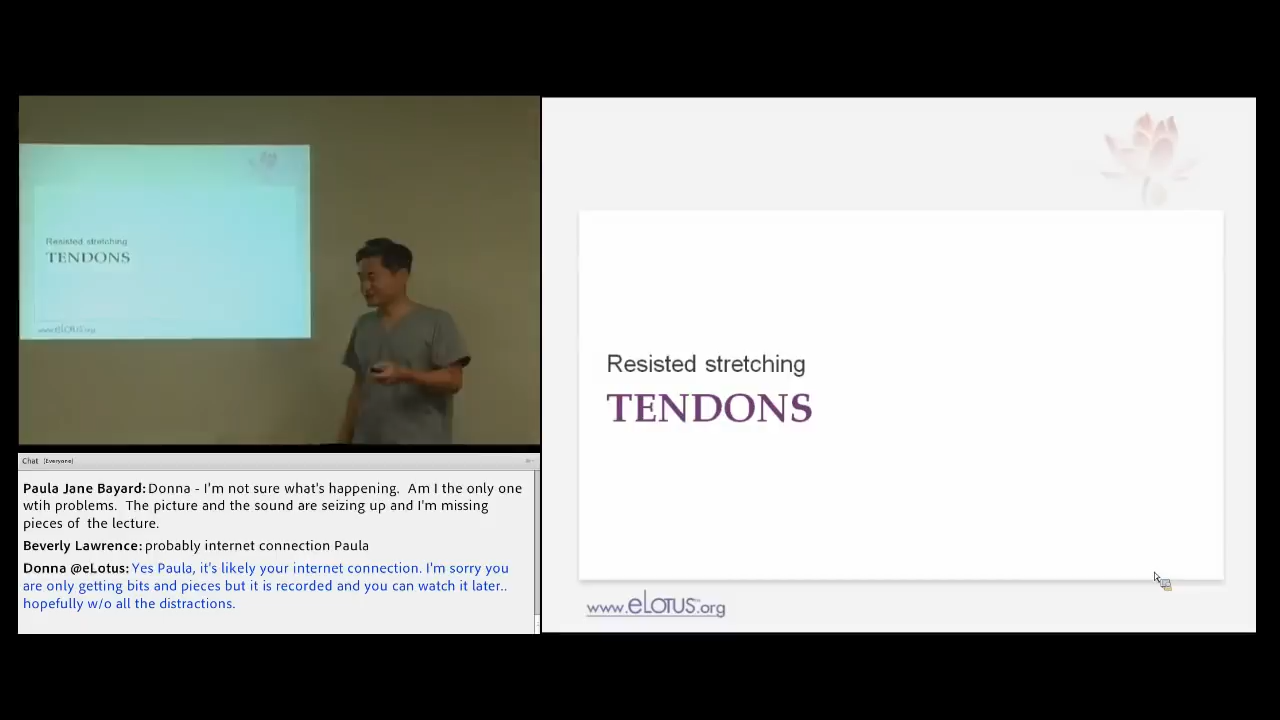 Resisted stretching
TENDONS
www.eLOTUS.org
Chat (Everyone)
Paula Jane Bayard: Donna - I'm not sure what's happening.  Am I the only one
wtih problems.  The picture and the sound are seizing up and I'm missing
pieces of  the lecture.
Beverly Lawrence: probably internet connection Paula
Donna @eLotus: Yes Paula, it's likely your internet connection. I'm sorry you
are only getting bits and pieces but it is recorded and you can watch it later..
hopefully w/o all the distractions.
Resisted stretching
TENDONS
www.eLOTUS.org